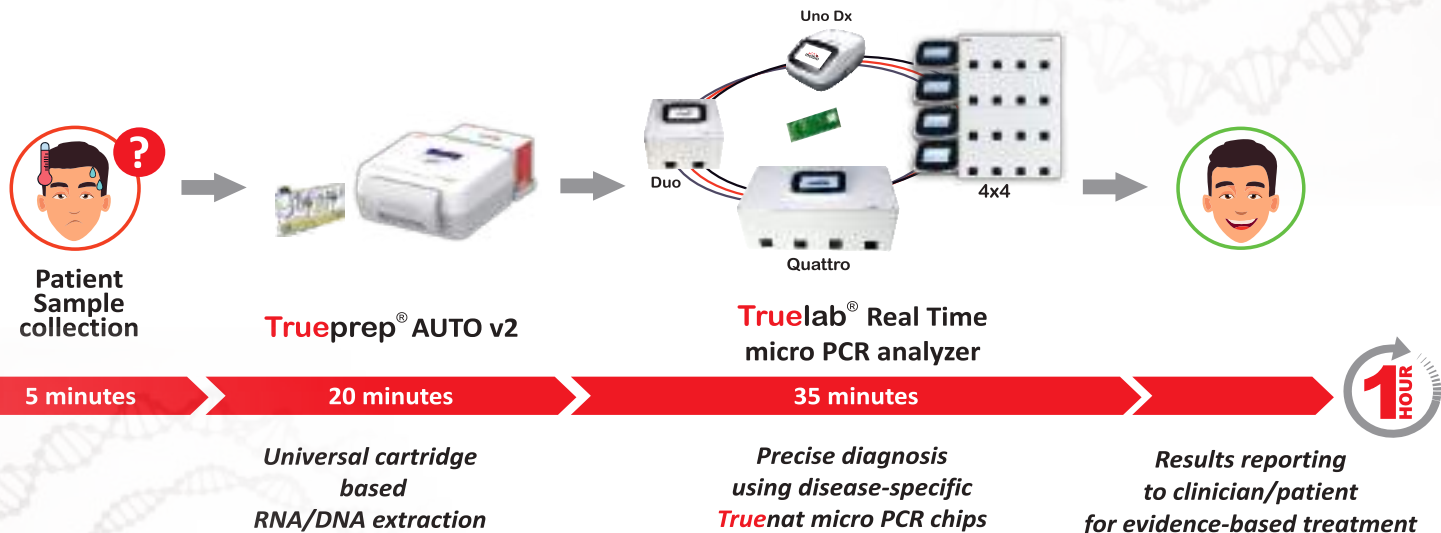 Uno Dx
?
Duo
4x4
Quattro
Patient
Sample
collection
Trueprep® AUTO v2
Truelab® Real Time
micro PCR analyzer
5 minutes
20 minutes
35 minutes
1 HOUR
Universal cartridge
based
RNA/DNA extraction
Precise diagnosis
using disease-specific
Truenat micro PCR chips
Results reporting
to clinician/patient
for evidence-based treatment